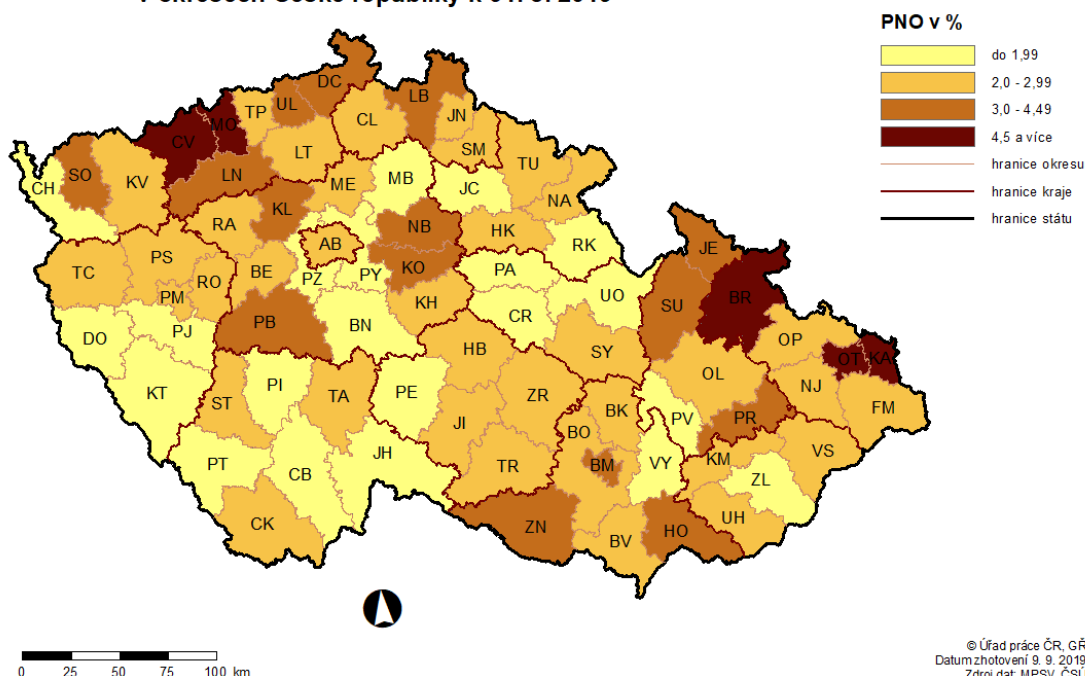 PNO v %
do 1,99
2,0 - 2,99
3,0 - 4,49
4,5 a více
hranice okresu
hranice kraje
hranice státu
DC
LB
UL
TP
MO
CV
CL
JN
SM
LT
TU
LN
SO
CH
KV
ME
MB
JC
NA
KL
RA
NB
HK
RK
AB
JE
PS
TC
RO
BE
PZ
PY
KO
PA
UO
SU
BR
PM
KH
CR
PB
BN
PJ
DO
HB
SY
OP
OT
KA
OL
NJ
FM
KT
PI
ST
TA
PE
ZR
BK
PV
PR
JI
BO
VS
PT
CB
JH
TR
BM
VY
KM
ZL
CK
ZN
BV
HO
UH
0 25 50 75 100 km
© Úřad práce ČR, GŘ
Datum zhotovení 9. 9. 2019
Zdroj dat: MPSV, ČSÚ